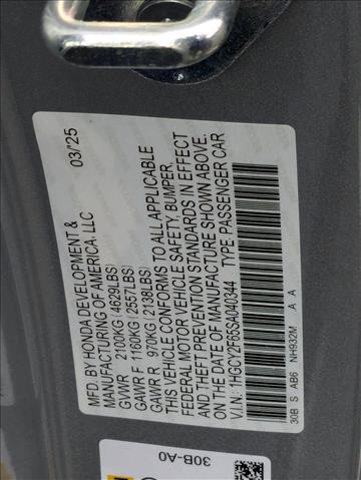 MFD. BY HONDA DEVELOPMENT & 03/25
MANUFACTURING OF AMERICA, LLC
GVWR 2100KG (4629LBS)
GAWR F 1160KG (2557LBS)
GAWR R 970KG (2138LBS)
THIS VEHICLE CONFORMS TO ALL APPLICABLE
FEDERAL MOTOR VEHICLE SAFETY, BUMPER,
AND THEFT PREVENTION STANDARDS IN EFFECT
ON THE DATE OF MANUFACTURE SHOWN ABOVE.
V.I.N. 1HGCY2F65SA040344 TYPE PASSENGER CAR
30B S AB6 NH932M A A
30B-A0